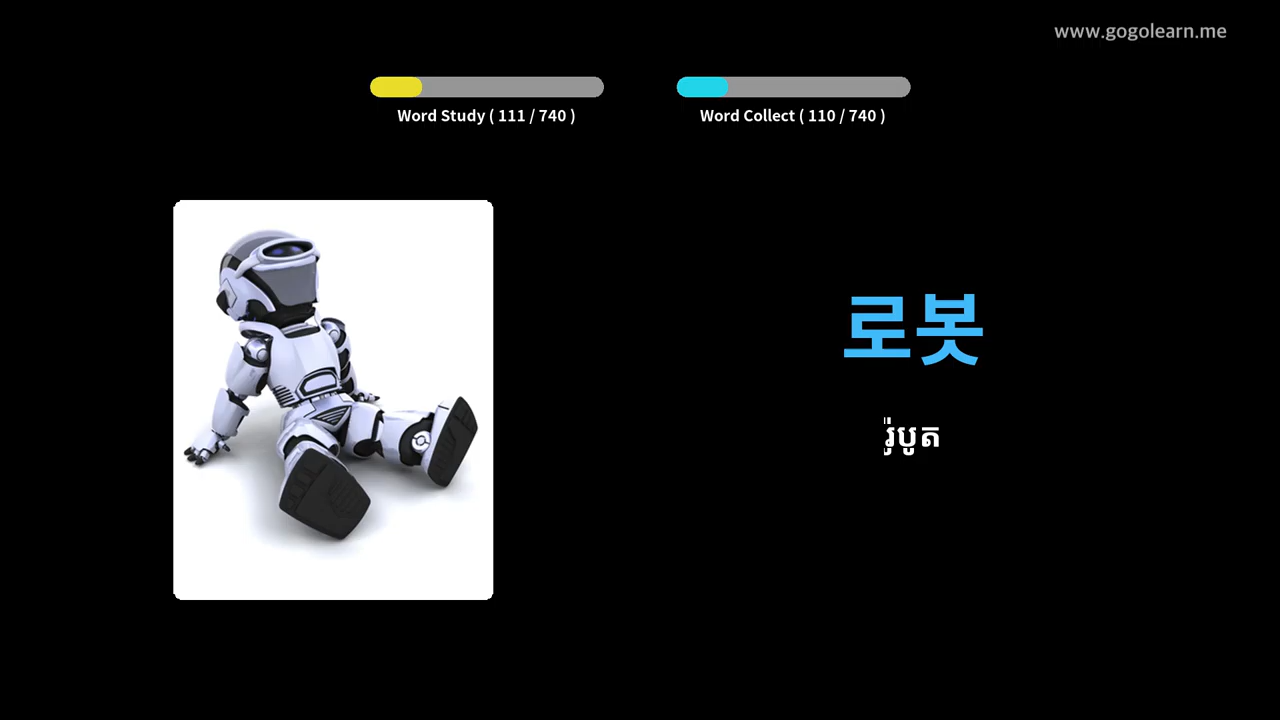 www.gogolearn.me
Word Study ( 111 / 740 )
Word Collect ( 110 / 740 )
로봇
រ៉ូបូត